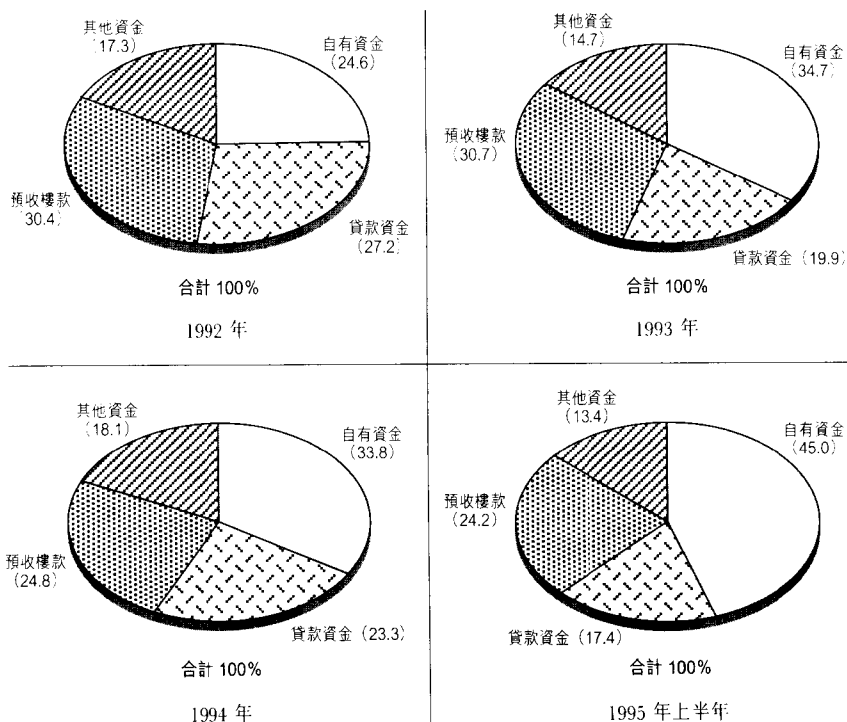 其他資金
(17.3)
自有資金
(24.6)
預收樓款
(30.4)
貸款資金
(27.2)
合計 100%
1992 年
其他資金
(14.7)
自有資金
(34.7)
預收樓款
(30.7)
貸款資金 (19.9)
合計 100%
1993 年
其他資金
(18.1)
自有資金
(33.8)
預收樓款
(24.8)
貸款資金 (23.3)
合計 100%
1994 年
其他資金
(13.4)
自有資金
(45.0)
預收樓款
(24.2)
貸款資金 (17.4)
合計 100%
1995 年上半年